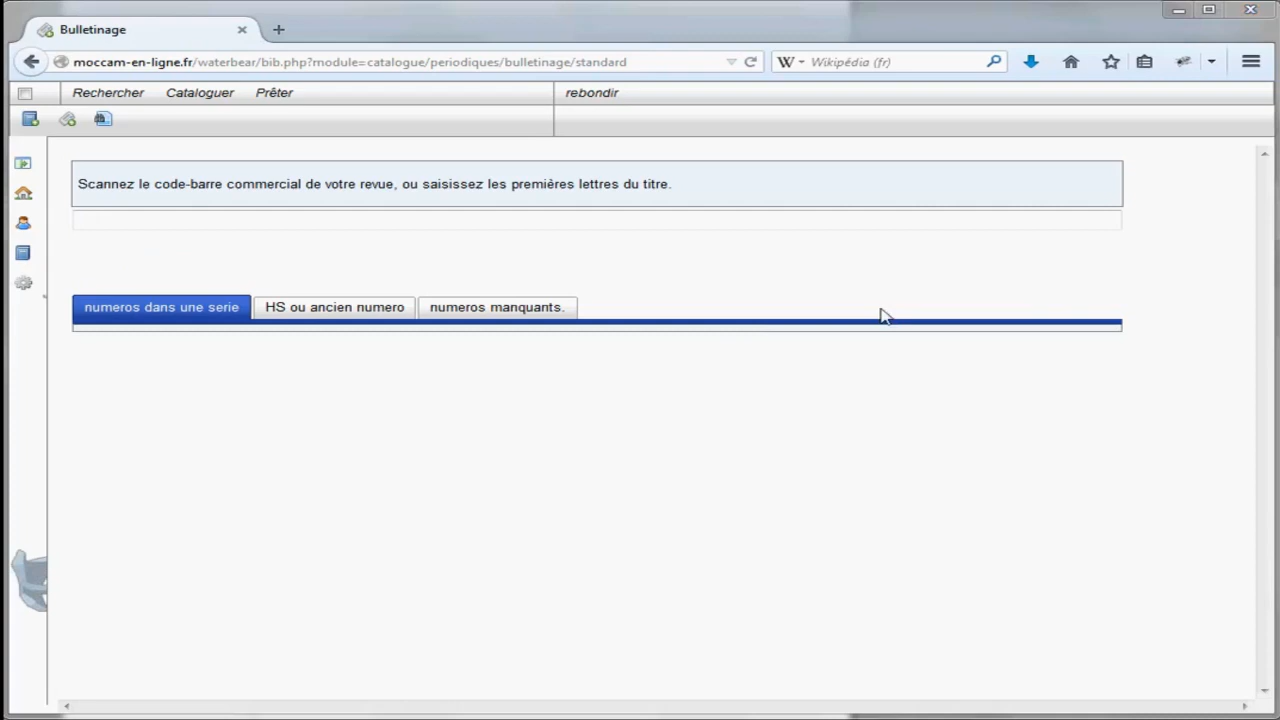 Bulletinage
moccam-en-ligne.fr/waterbear/bib.php?module=catalogue/periodiques/bulletinage/standard
W Wikipédia (fr)
Rechercher Cataloguer Prêter rebondir
Scannez le code-barre commercial de votre revue, ou saisissez les premières lettres du titre.
numeros dans une serie HS ou ancien numero numeros manquants.